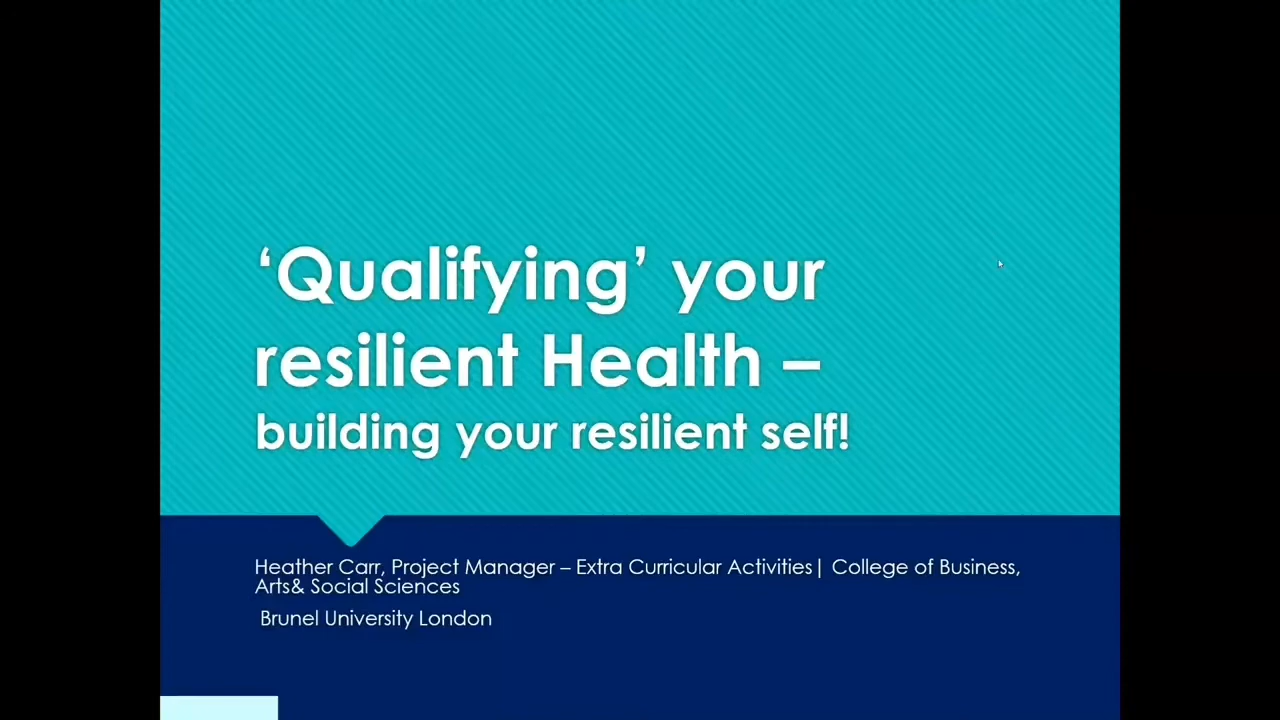 ‘Qualifying’ your
resilient Health –
building your resilient self!
Heather Carr, Project Manager – Extra Curricular Activities| College of Business,
Arts& Social Sciences
Brunel University London